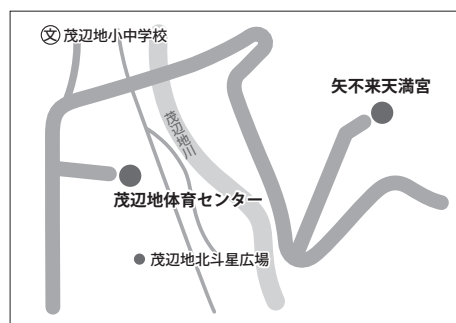 文 茂辺地小中学校
矢不来天満宮
茂辺地川
茂辺地体育センター
茂辺地北斗星広場